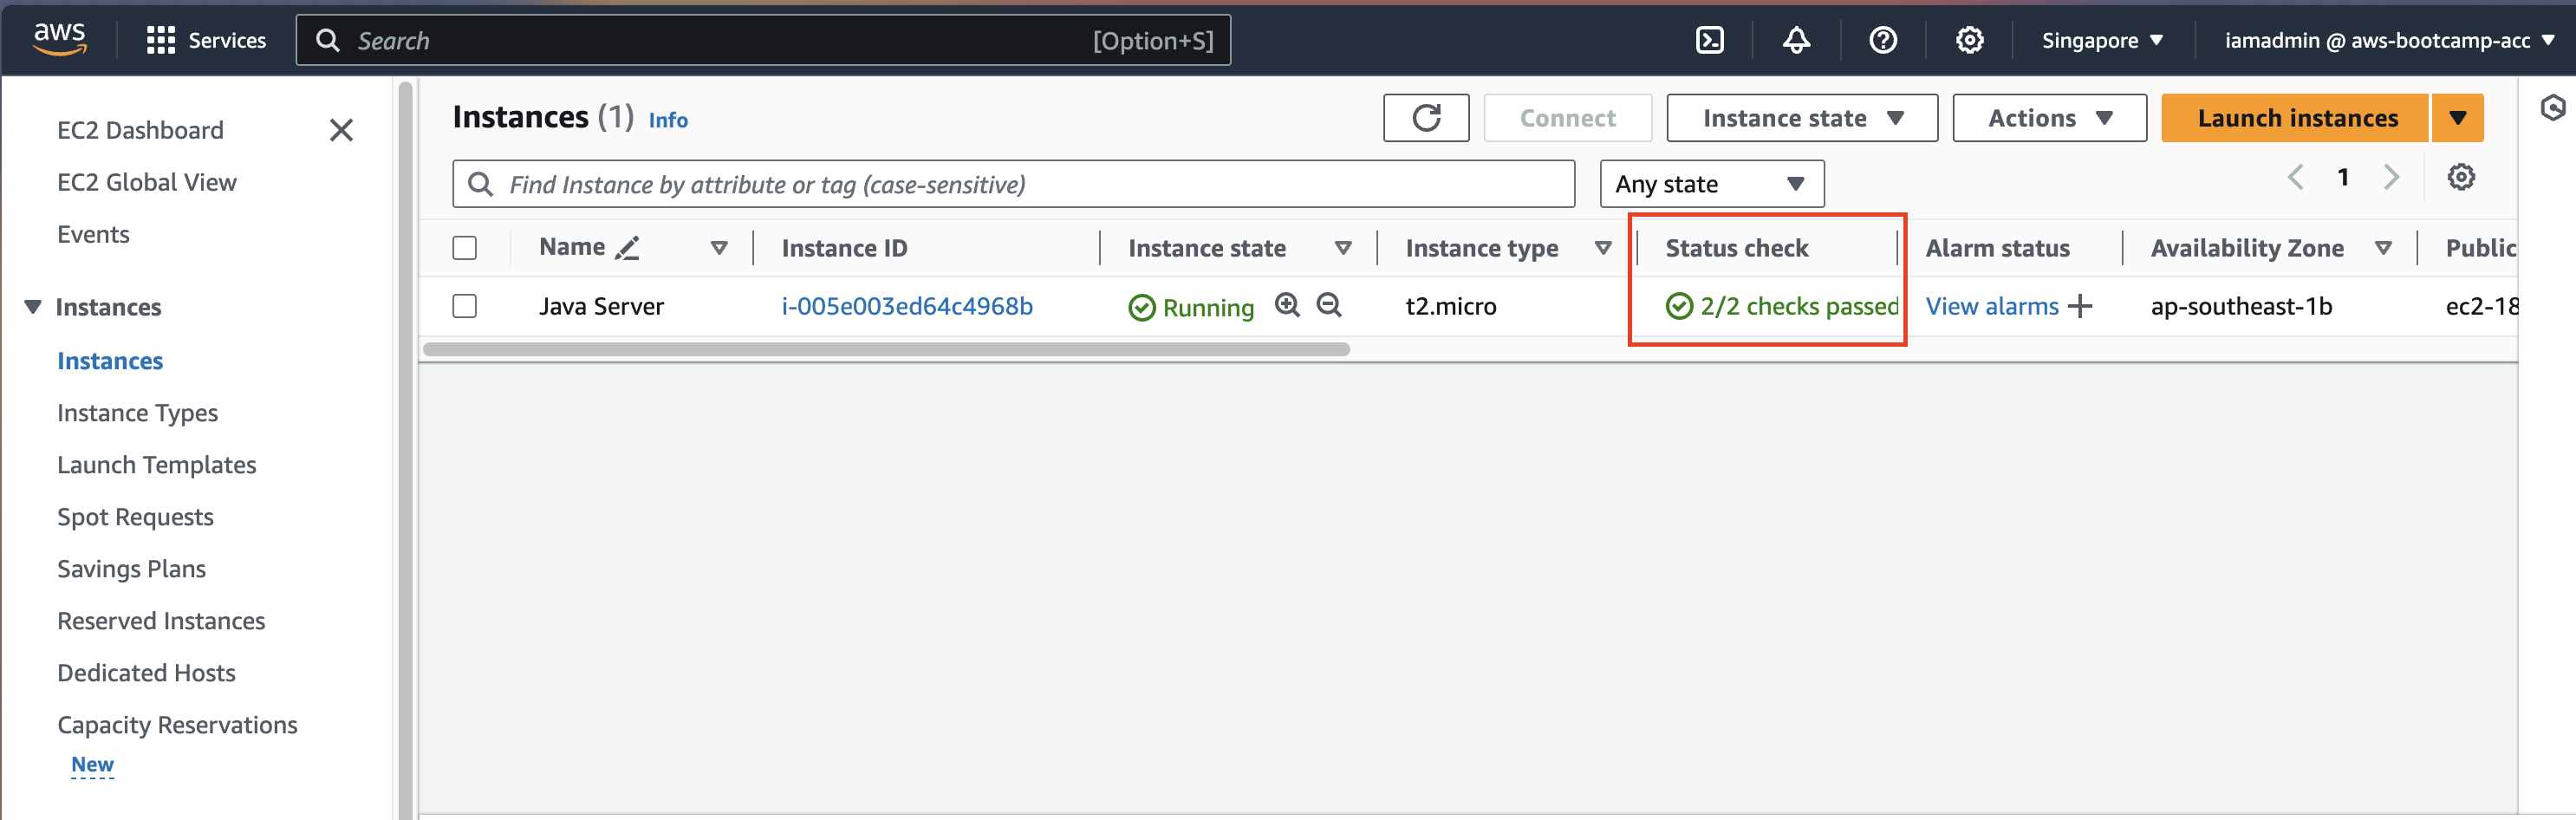 aws Services Search [Option+S] Singapore iamadmin @ aws-bootcamp-acc
EC2 Dashboard
EC2 Global View
Events
Instances
Instances
Instance Types
Launch Templates
Spot Requests
Savings Plans
Reserved Instances
Dedicated Hosts
Capacity Reservations
New
Instances (1) Info Connect Instance state Actions Launch instances
Find Instance by attribute or tag (case-sensitive) Any state 1
Name Instance ID Instance state Instance type Status check Alarm status Availability Zone Public
Java Server i-005e003ed64c4968b Running t2.micro 2/2 checks passed View alarms + ap-southeast-1b ec2-18